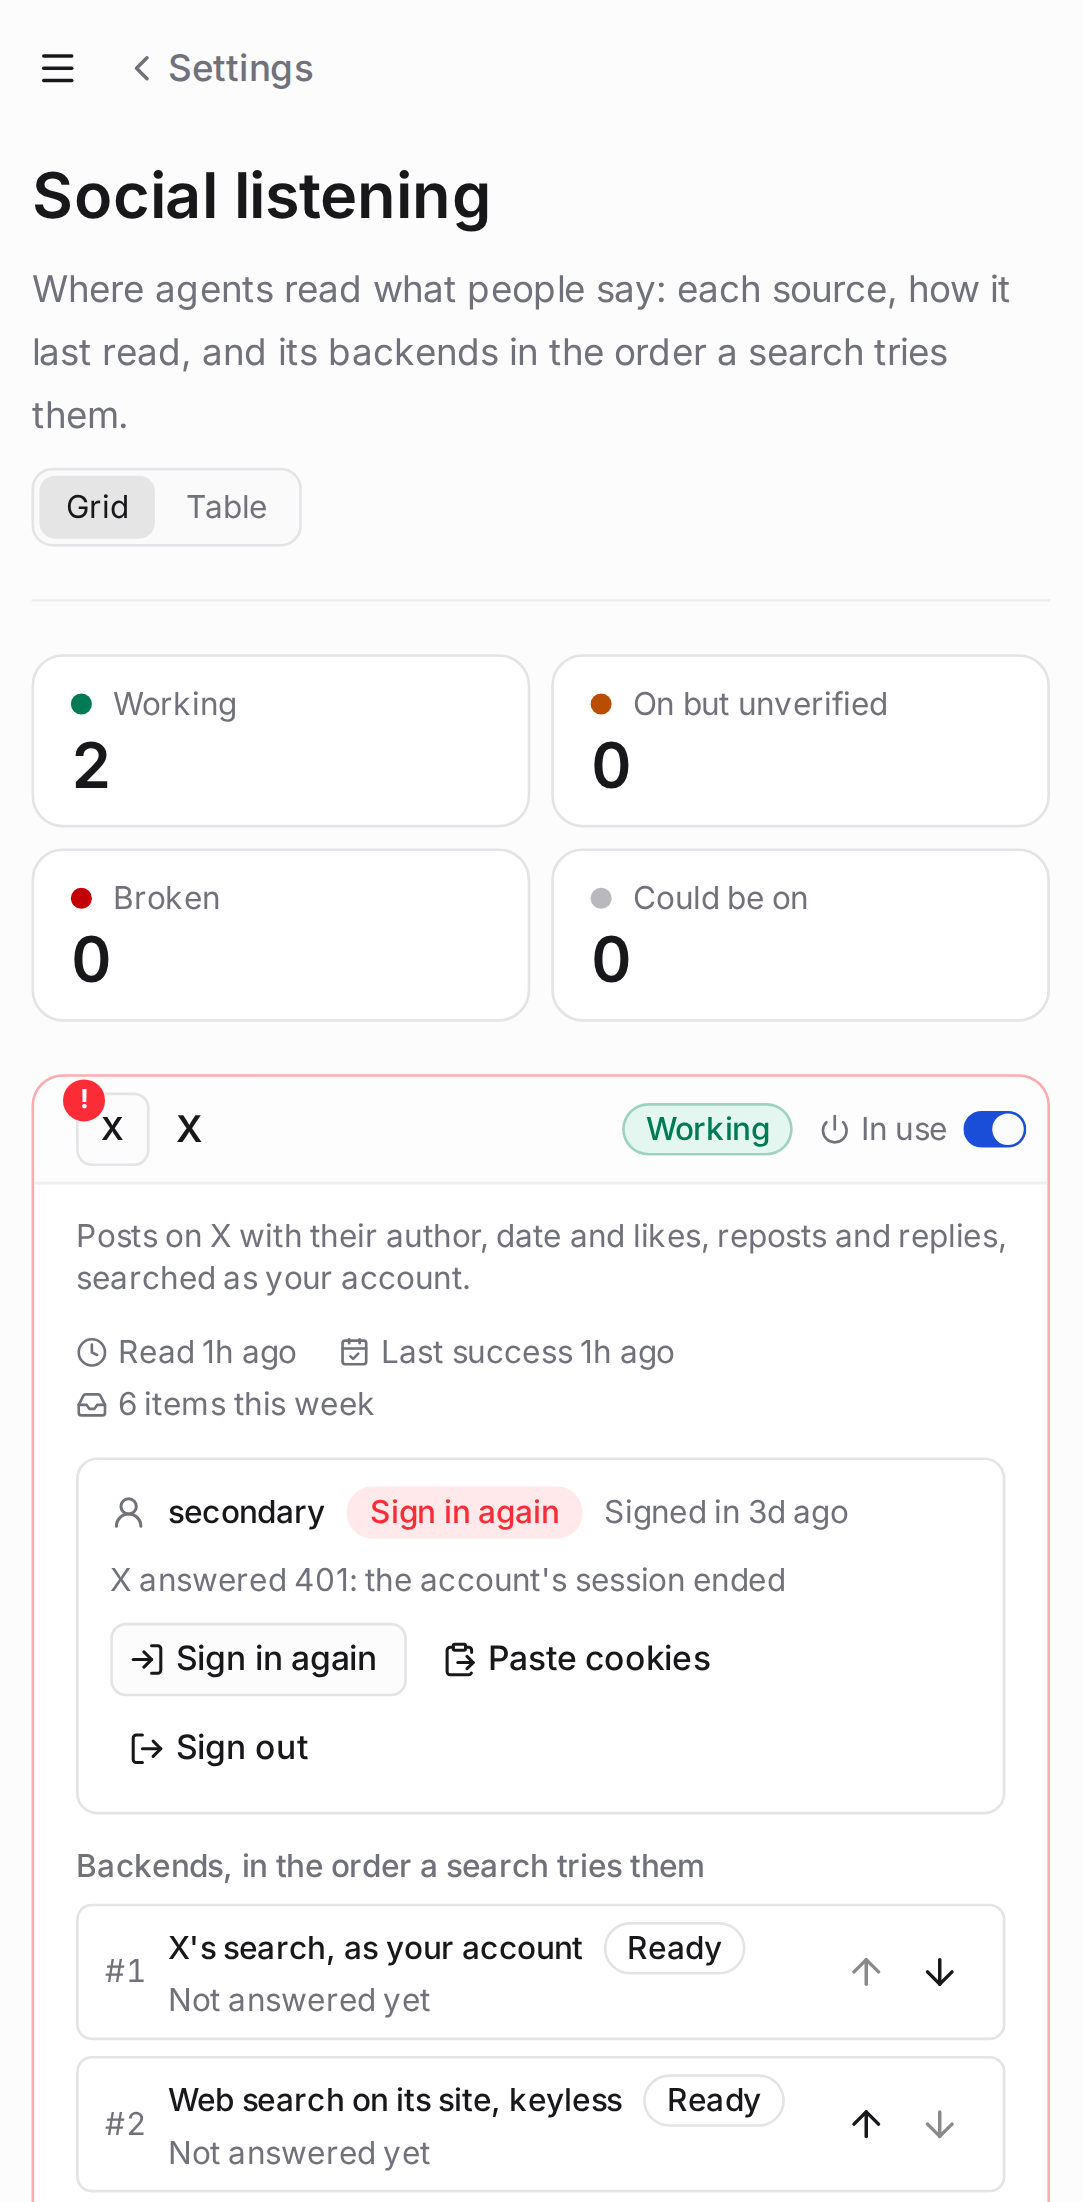 Settings
Social listening
Where agents read what people say: each source, how it
last read, and its backends in the order a search tries
them.
Grid Table
Working
2
On but unverified
0
Broken
0
Could be on
0
! X X Working In use
Posts on X with their author, date and likes, reposts and replies,
searched as your account.
Read 1h ago Last success 1h ago
6 items this week
secondary Sign in again Signed in 3d ago
X answered 401: the account's session ended
Sign in again Paste cookies
Sign out
Backends, in the order a search tries them
#1 X's search, as your account Ready
Not answered yet
#2 Web search on its site, keyless Ready
Not answered yet